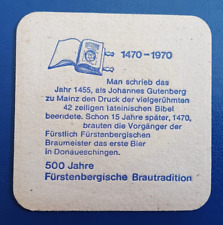 1470-1970
Man schrieb das
Jahr 1455, als Johannes Gutenberg
zu Mainz den Druck der vielgerühmten
42 zeiligen lateinischen Bibel
beendete. Schon 15 Jahre später, 1470,
brauten die Vorgänger der
Fürstlich Fürstenbergischen
Braumeister das erste Bier
in Donaueschingen.
500 Jahre
Fürstenbergische Brautradition